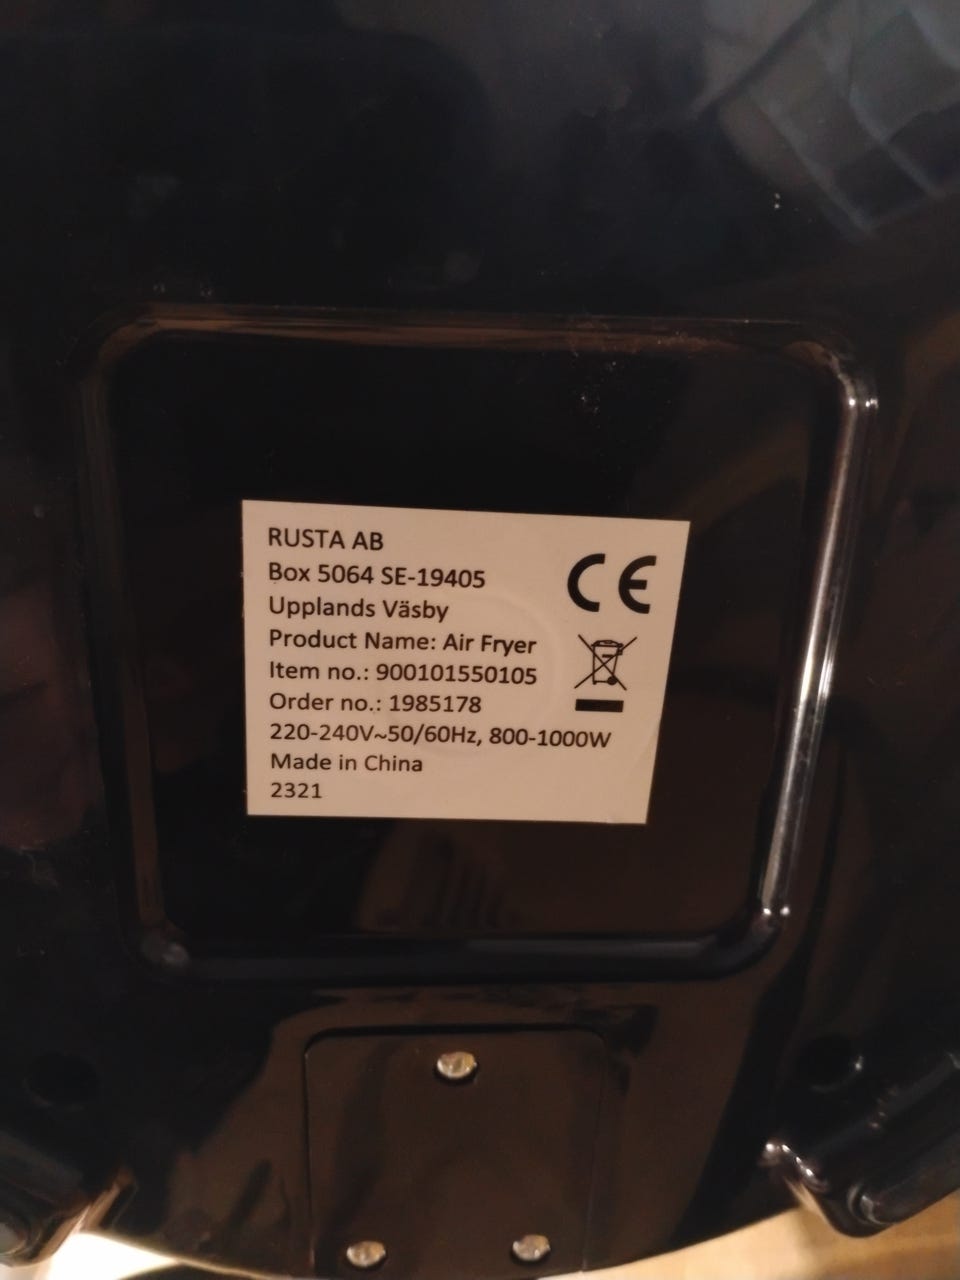 RUSTA AB
Box 5064 SE-19405
Upplands Väsby
Product Name: Air Fryer
Item no.: 900101550105
Order no.: 1985178
220-240V~50/60Hz, 800-1000W
Made in China
2321
CE